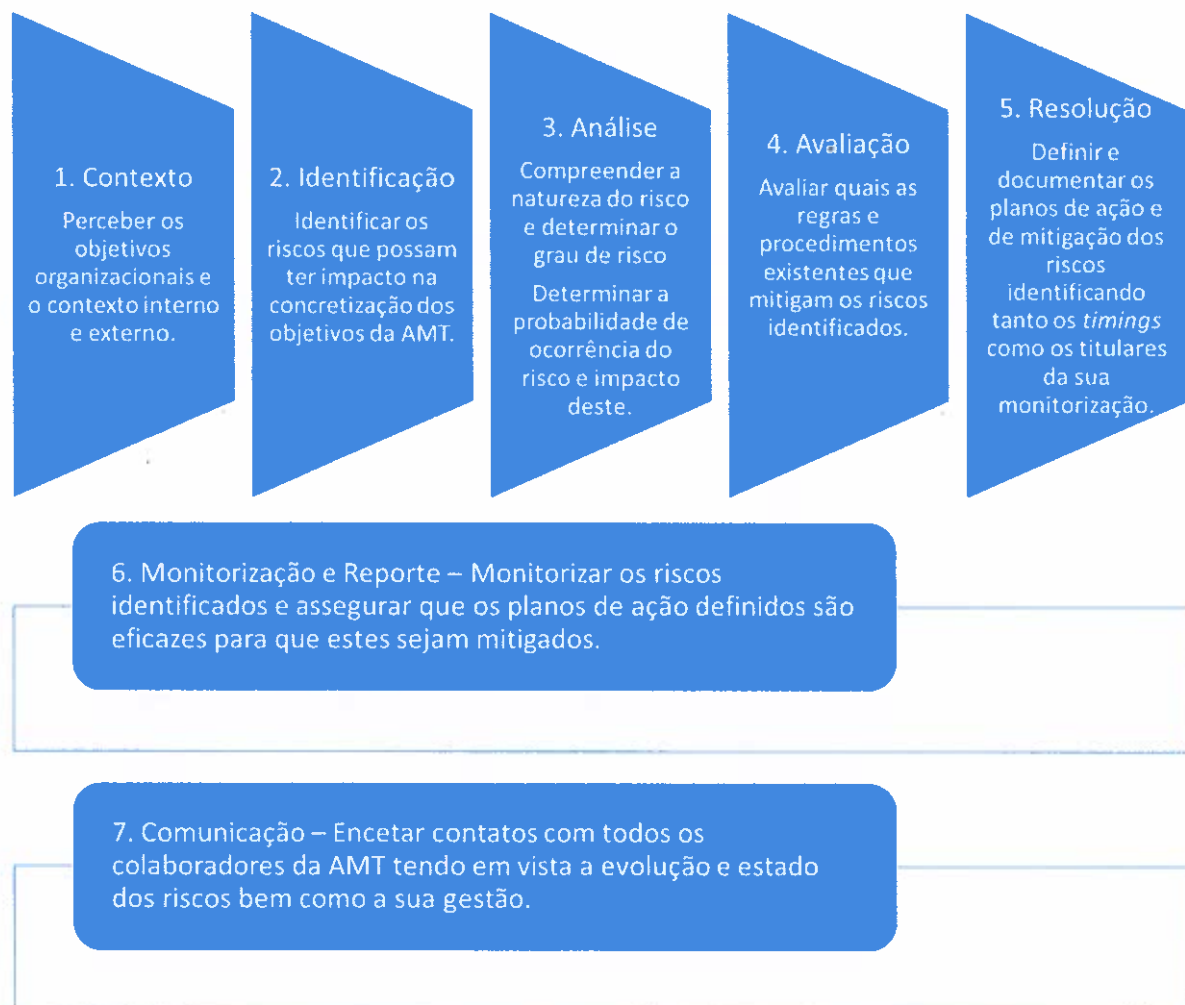 1. Contexto
Perceber os
objetivos
organizacionais e
o contexto interno
e externo.
2. Identificação
Identificar os
riscos que possam
ter impacto na
concretização dos
objetivos da AMT.
3. Análise
Compreender a
natureza do risco
e determinar o
grau de risco
Determinar a
probabilidade de
ocorrência do
risco e impacto
deste.
4. Avaliação
Avaliar quais as
regras e
procedimentos
existentes que
mitigam os riscos
identificados.
5. Resolução
Definir e
documentar os
planos de ação e
de mitigação dos
riscos
identificando
tanto os timings
como os titulares
da sua
monitorização.
6. Monitorização e Reporte – Monitorizar os riscos
identificados e assegurar que os planos de ação definidos são
eficazes para que estes sejam mitigados.
7. Comunicação – Encetar contatos com todos os
colaboradores da AMT tendo em vista a evolução e estado
dos riscos bem como a sua gestão.